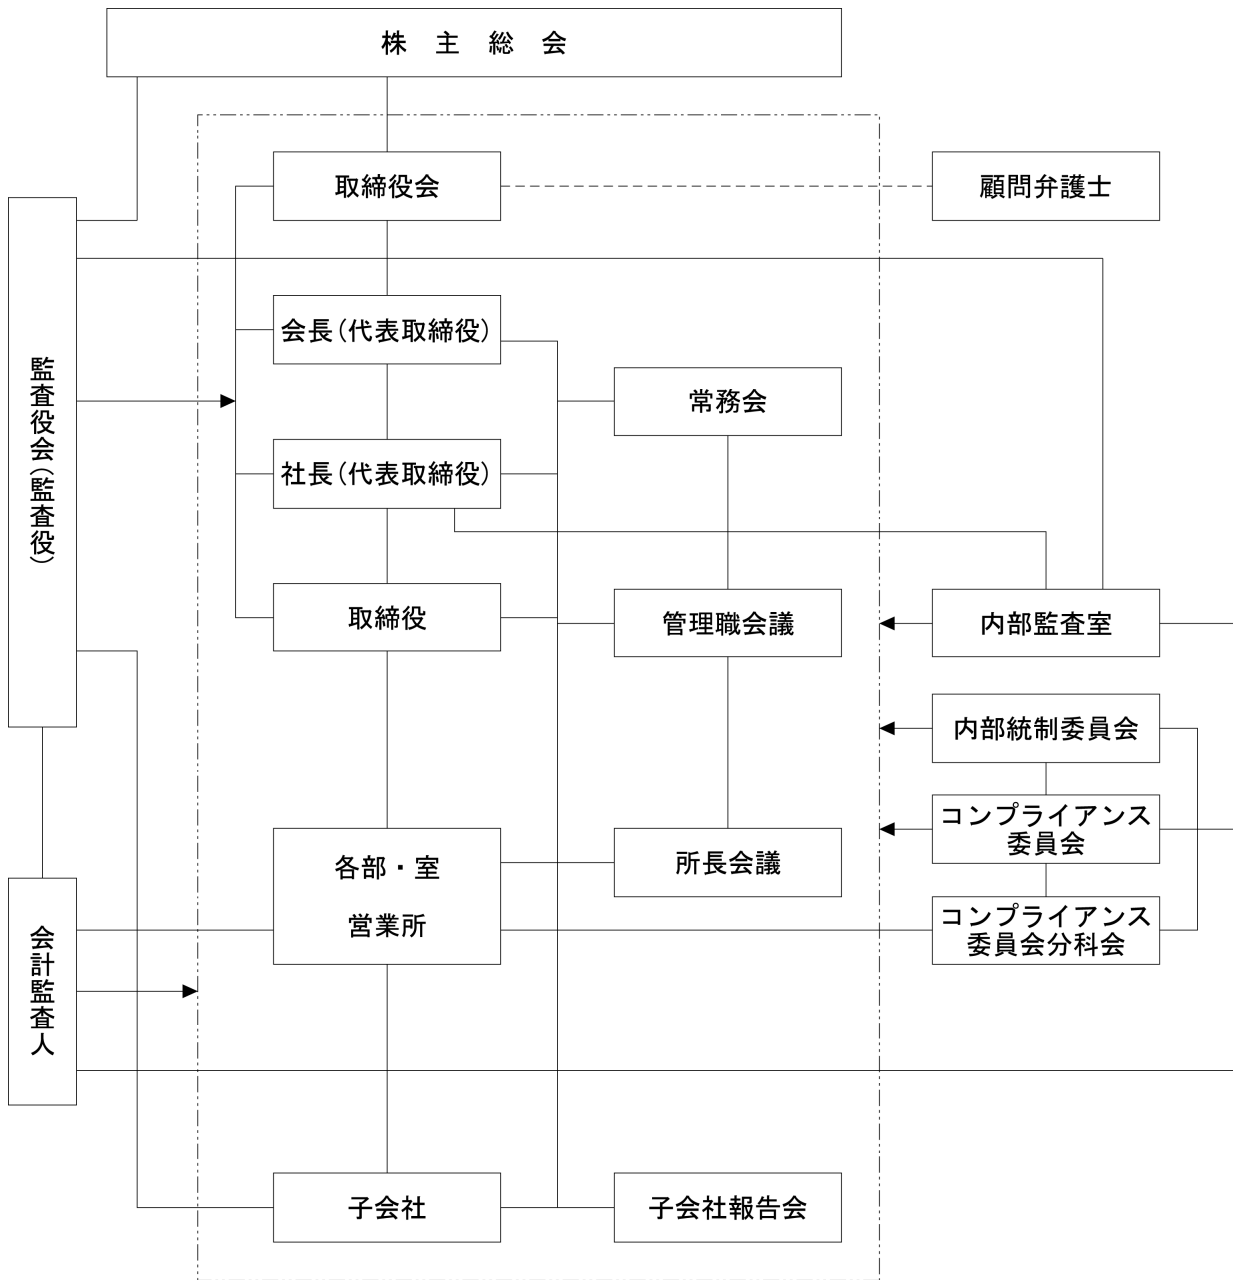 株主総会
取締役会
顧問弁護士
会長(代表取締役)
監査役会(監査役)
常務会
社長(代表取締役)
取締役
管理職会議
内部監査室
内部統制委員会
コンプライアンス
委員会
各部・室
営業所
所長会議
コンプライアンス
委員会分科会
会計監査人
子会社
子会社報告会